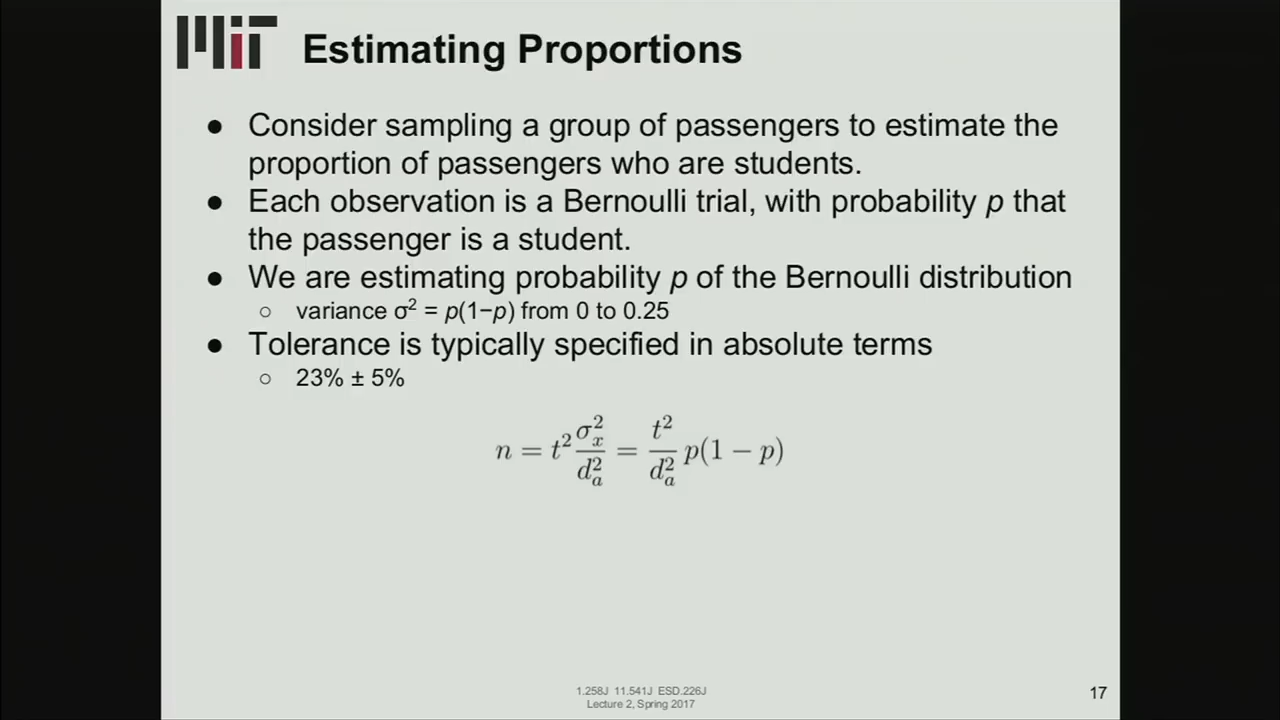 MIT
Estimating Proportions
● Consider sampling a group of passengers to estimate the
proportion of passengers who are students.
● Each observation is a Bernoulli trial, with probability p that
the passenger is a student.
● We are estimating probability p of the Bernoulli distribution
○ variance σ² = p(1−p) from 0 to 0.25
● Tolerance is typically specified in absolute terms
○ 23% ± 5%
n = t² σₓ²/dₐ² = t²/dₐ² p(1 − p)
1.258J 11.541J ESD.226J
Lecture 2, Spring 2017
17